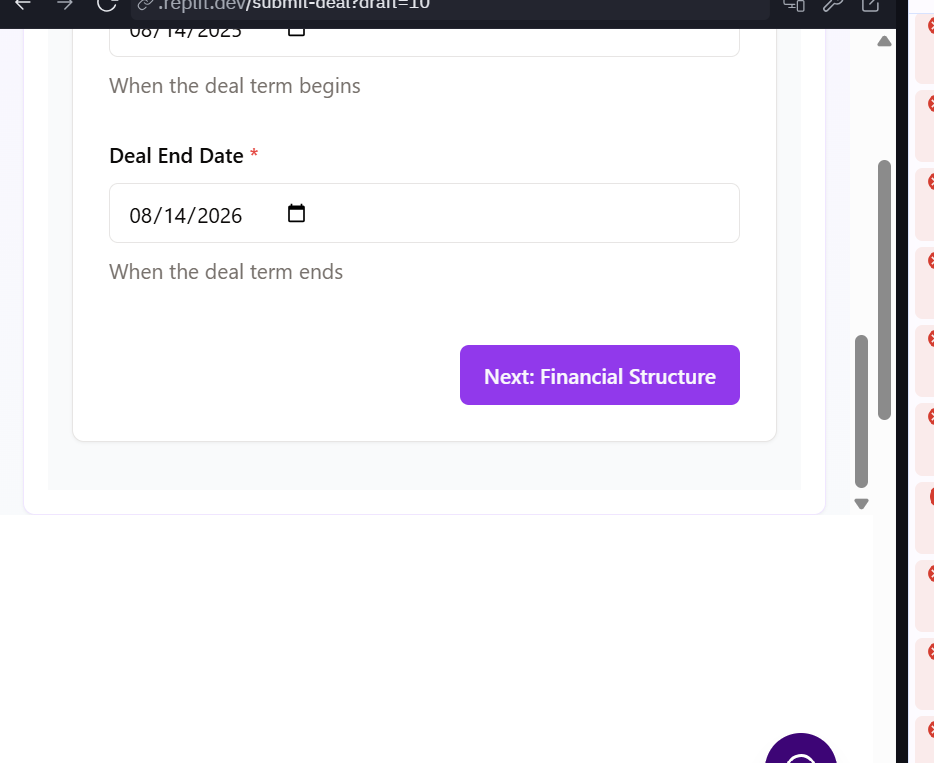 .replit.dev/submit-deal?draft=10
08/14/2025
When the deal term begins
Deal End Date *
08/14/2026
When the deal term ends
Next: Financial Structure